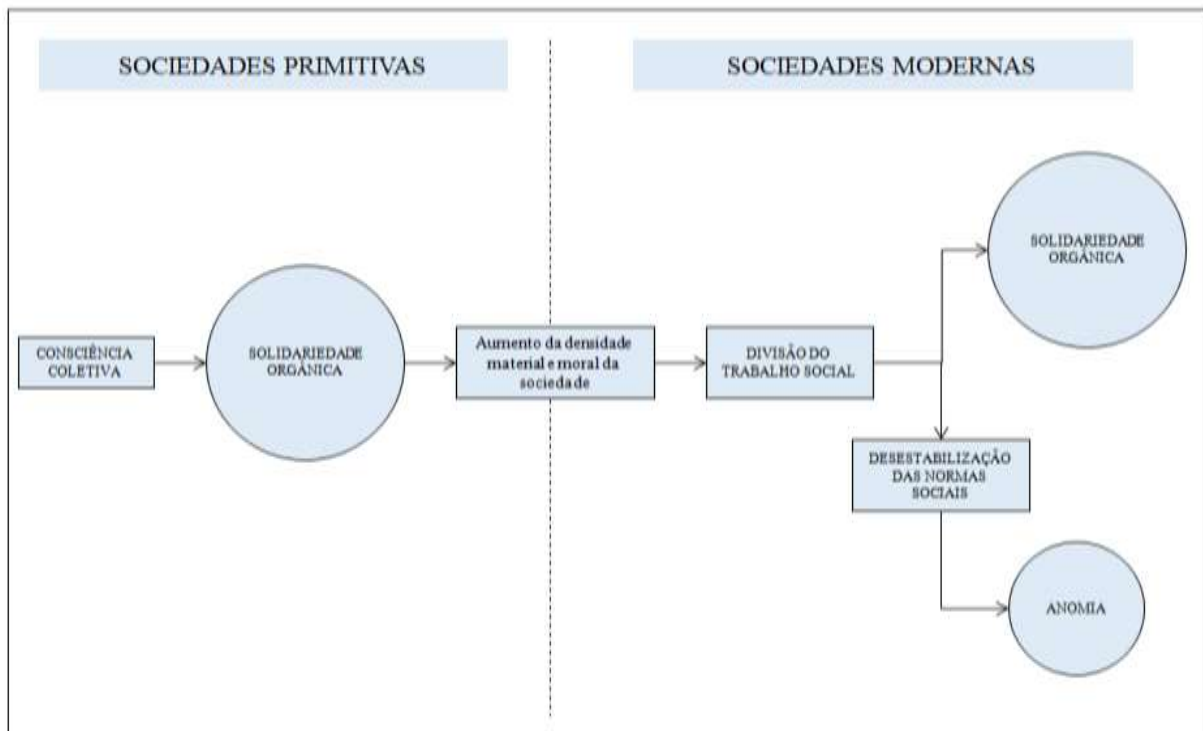 SOCIEDADES PRIMITIVAS
SOCIEDADES MODERNAS
CONSCIÊNCIA
COLETIVA
SOLIDARIEDADE
ORGÂNICA
Aumento da densidade
material e moral da
sociedade
DIVISÃO DO
TRABALHO SOCIAL
SOLIDARIEDADE
ORGÂNICA
DESESTABILIZAÇÃO
DAS NORMAS
SOCIAIS
ANOMIA